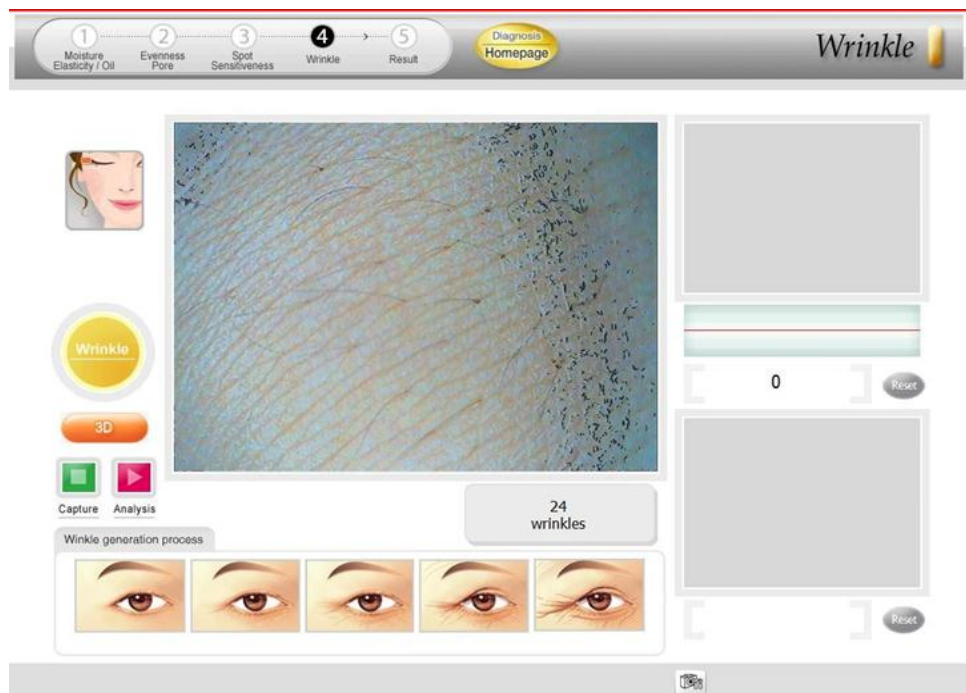 1
Moisture
Elasticity / Oil
2
Evenness
Pore
3
Spot
Sensitiveness
4
Wrinkle
5
Result
Diagnosis
Homepage
Wrinkle
Wrinkle
3D
Capture
Analysis
24
wrinkles
0
Reset
Winkle generation process
Reset